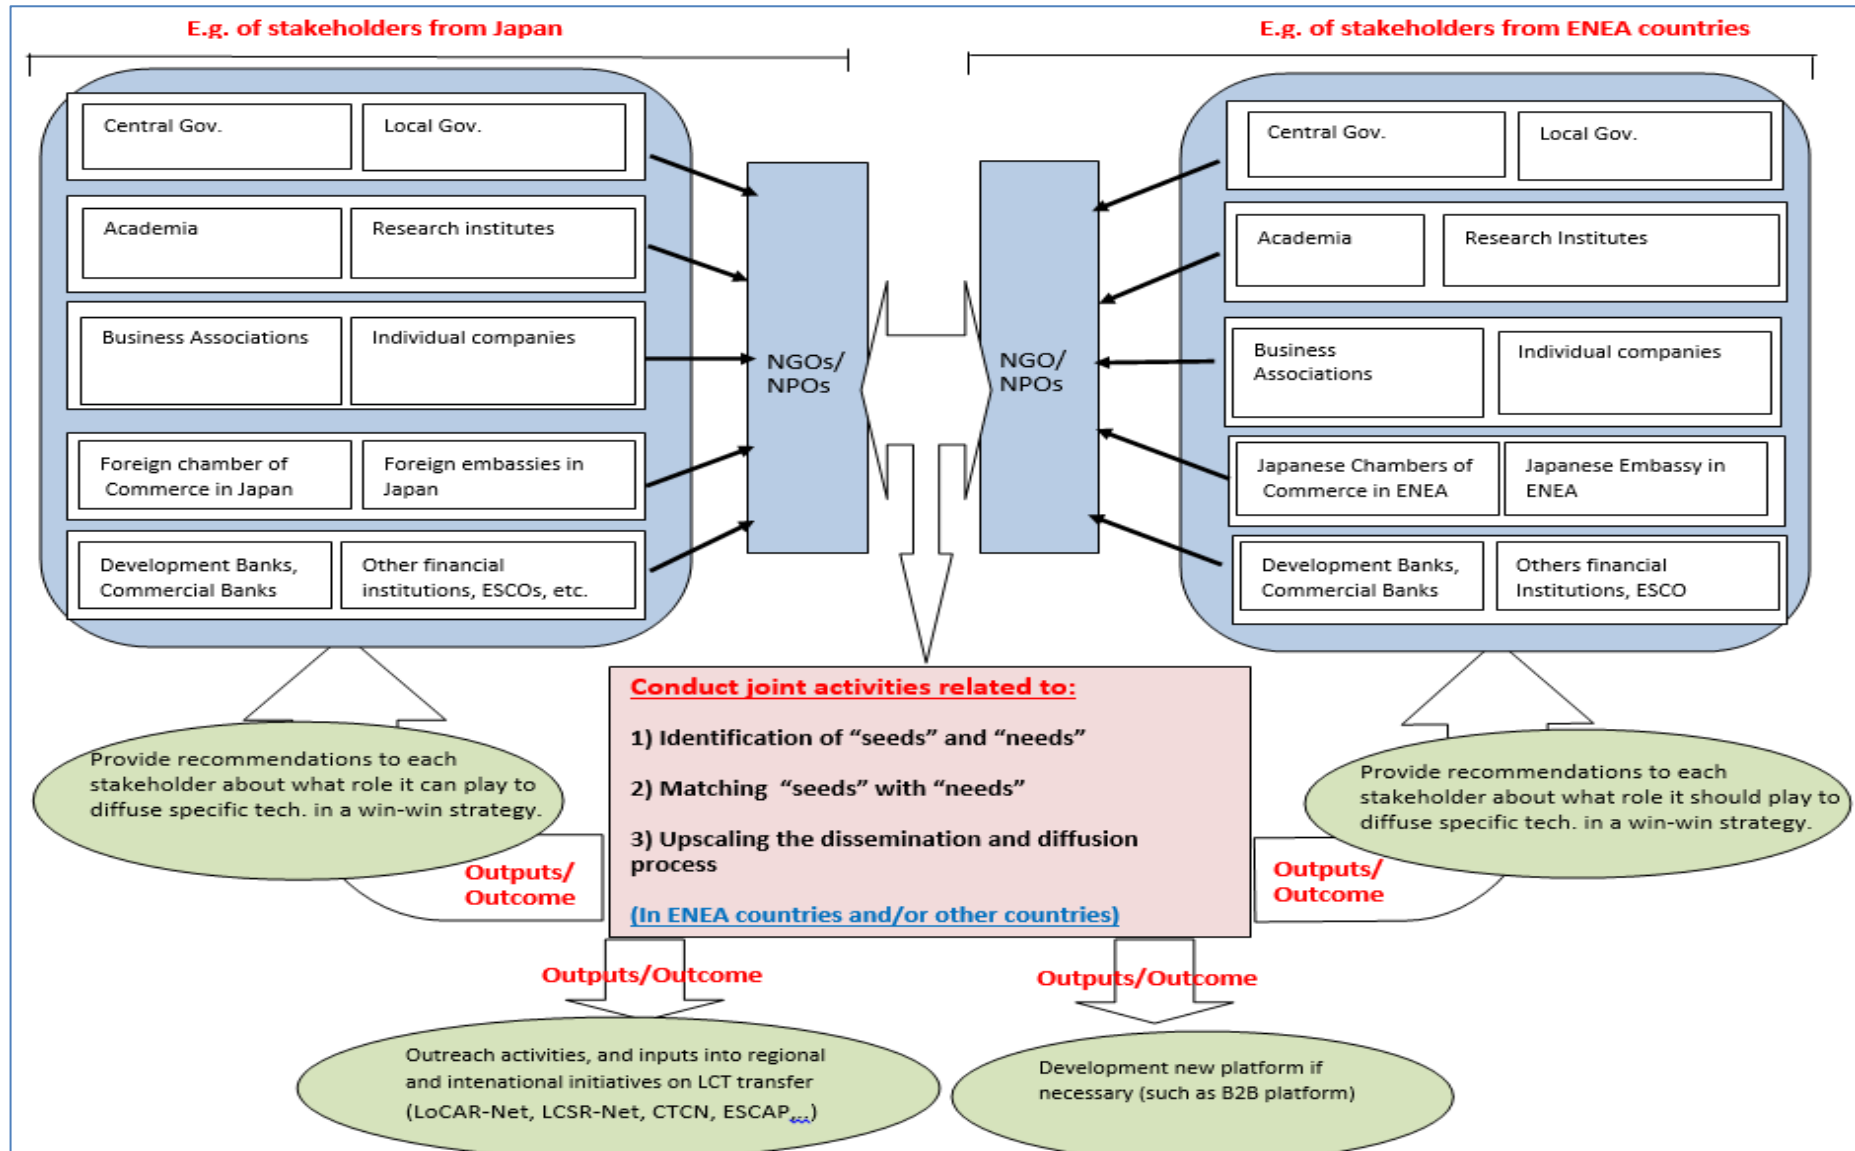 E.g. of stakeholders from Japan
E.g. of stakeholders from ENEA countries
Central Gov.
Local Gov.
Academia
Research institutes
Business Associations
Individual companies
Foreign chamber of
Commerce in Japan
Foreign embassies in
Japan
Development Banks,
Commercial Banks
Other financial
institutions, ESCOs, etc.
NGOs/
NPOs
NGO/
NPOs
Central Gov.
Local Gov.
Academia
Research Institutes
Business
Associations
Individual companies
Japanese Chambers of
Commerce in ENEA
Japanese Embassy in
ENEA
Development Banks,
Commercial Banks
Others financial
Institutions, ESCO
Conduct joint activities related to:
1) Identification of “seeds” and “needs”
2) Matching “seeds” with “needs”
3) Upscaling the dissemination and diffusion
process
(In ENEA countries and/or other countries)
Provide recommendations to each
stakeholder about what role it can play to
diffuse specific tech. in a win-win strategy.
Outputs/
Outcome
Provide recommendations to each
stakeholder about what role it should play to
diffuse specific tech. in a win-win strategy.
Outputs/
Outcome
Outputs/Outcome
Outputs/Outcome
Outreach activities, and inputs into regional
and intenational initiatives on LCT transfer
(LoCAR-Net, LCSR-Net, CTCN, ESCAP,...)
Development new platform if
necessary (such as B2B platform)